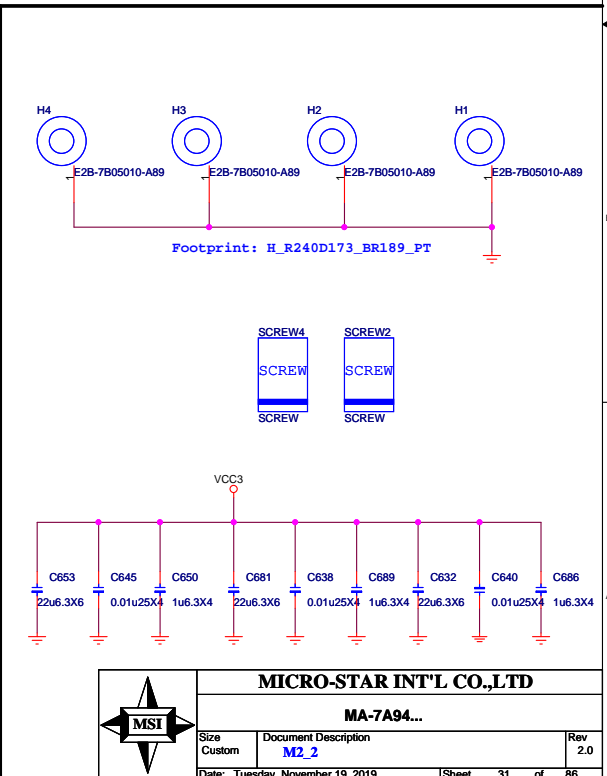 H4 H3 H2 H1
1 E2B-7B05010-A89 1 E2B-7B05010-A89 1 E2B-7B05010-A89 1 E2B-7B05010-A89
Footprint: H_R240D173_BR189_PT
SCREW4 SCREW2
SCREW SCREW
SCREW SCREW
VCC3
C653 C645 C650 C681 C638 C689 C632 C640 C686
22u6.3X6 0.01u25X4 1u6.3X4 22u6.3X6 0.01u25X4 1u6.3X4 22u6.3X6 0.01u25X4 1u6.3X4
MICRO-STAR INT'L CO.,LTD
MSI
MA-7A94...
Size Document Description Rev
Custom M2_2 2.0
Date: Tuesday, November 19, 2019 Sheet 31 of 86